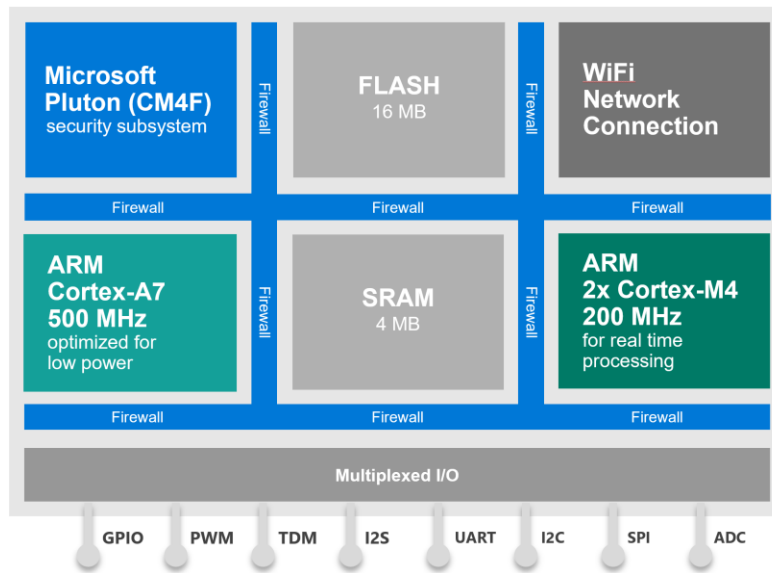 Microsoft
Pluton (CM4F)
security subsystem
Firewall
FLASH
16 MB
Firewall
WiFi
Network
Connection
Firewall
Firewall
Firewall
ARM
Cortex-A7
500 MHz
optimized for
low power
Firewall
SRAM
4 MB
Firewall
ARM
2x Cortex-M4
200 MHz
for real time
processing
Firewall
Firewall
Firewall
Multiplexed I/O
GPIO
PWM
TDM
I2S
UART
I2C
SPI
ADC